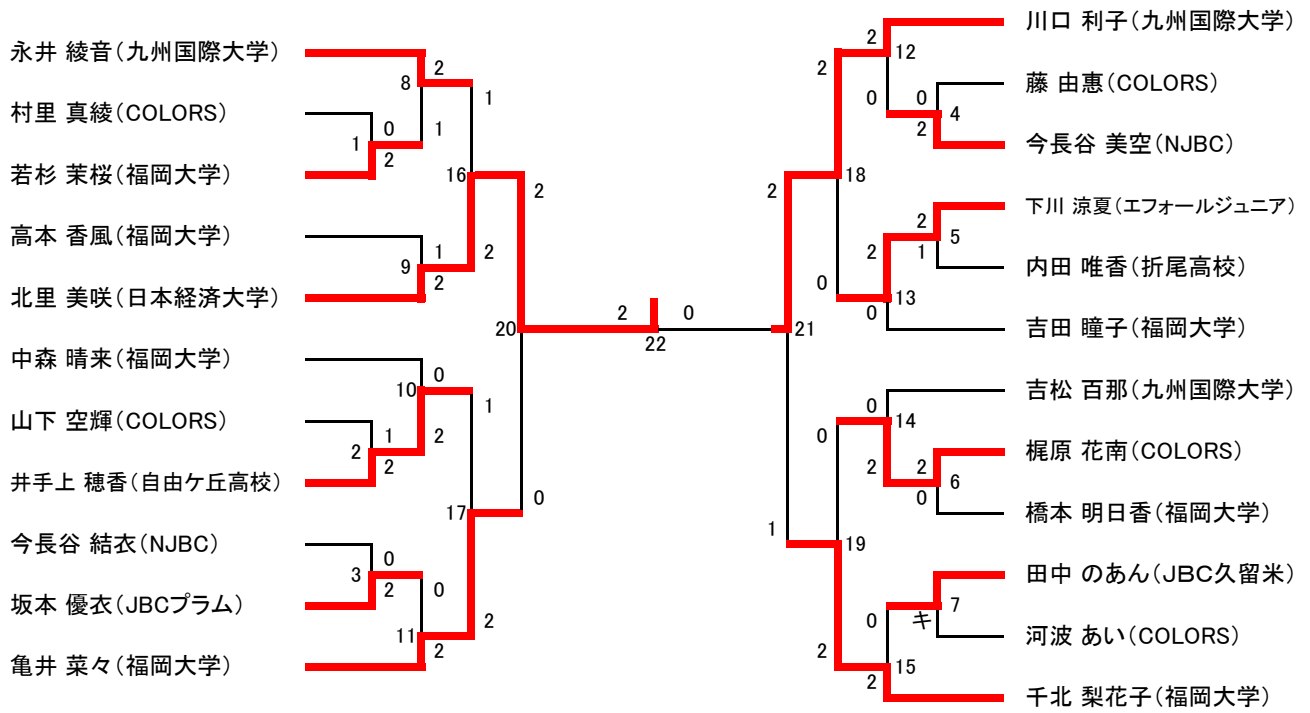 永井 綾音(九州国際大学)
村里 真綾(COLORS)
若杉 茉桜(福岡大学)
高本 香風(福岡大学)
北里 美咲(日本経済大学)
中森 晴来(福岡大学)
山下 空輝(COLORS)
井手上 穂香(自由ケ丘高校)
今長谷 結衣(NJBC)
坂本 優衣(JBCプラム)
亀井 菜々(福岡大学)
2
8
1
0
1
1
2
16
2
1
9
2
2
20
0
10
1
1
2
2
2
17
0
0
3
2
0
2
11
2
2
0
22
川口 利子(九州国際大学)
藤 由惠(COLORS)
今長谷 美空(NJBC)
下川 涼夏(エフォールジュニア)
内田 唯香(折尾高校)
吉田 瞳子(福岡大学)
吉松 百那(九州国際大学)
梶原 花南(COLORS)
橋本 明日香(福岡大学)
田中 のあん(JBC久留米)
河波 あい(COLORS)
千北 梨花子(福岡大学)
2
12
2
0
0
4
2
2
18
2
5
2
1
0
13
0
21
0
14
0
2
2
6
0
1
19
0
7
キ
2
15
2